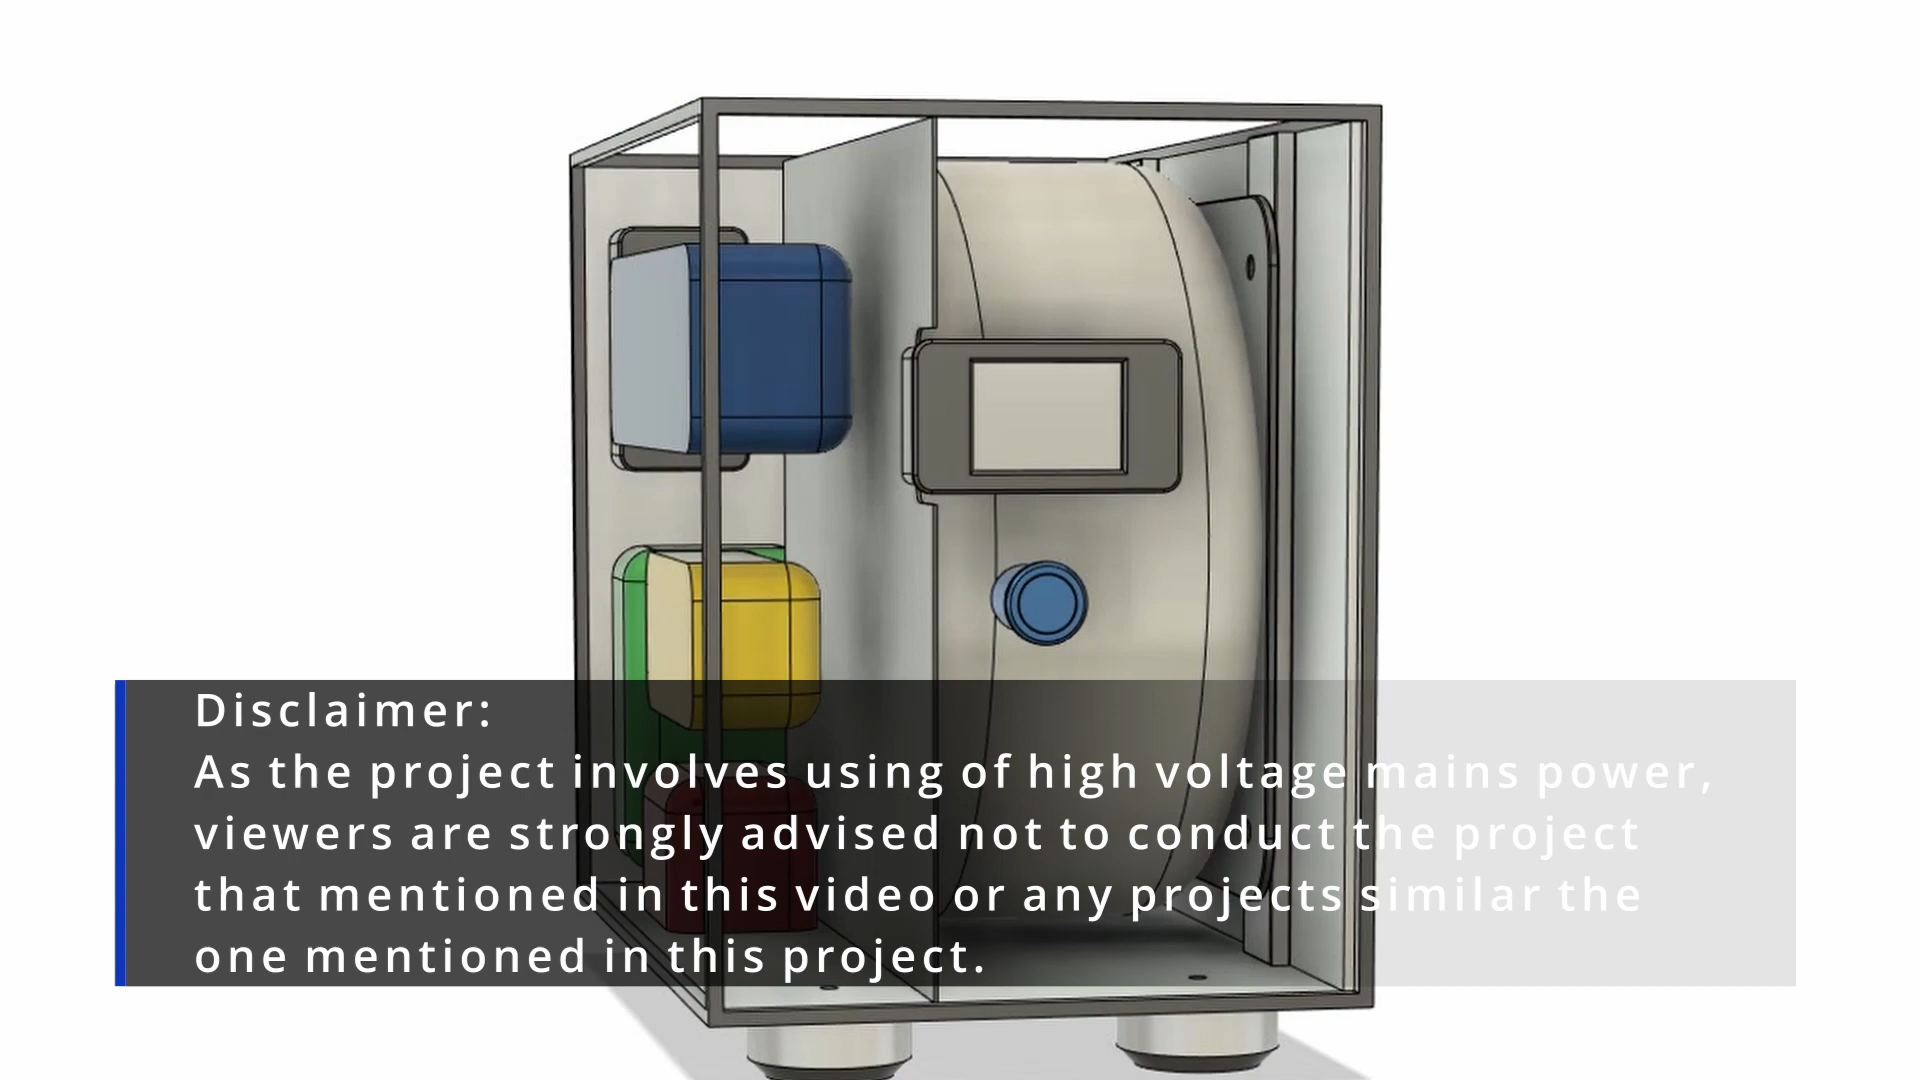 Disclaimer:
As the project involves using of high voltage mains power,
viewers are strongly advised not to conduct the project
that mentioned in this video or any projects similar the
one mentioned in this project.